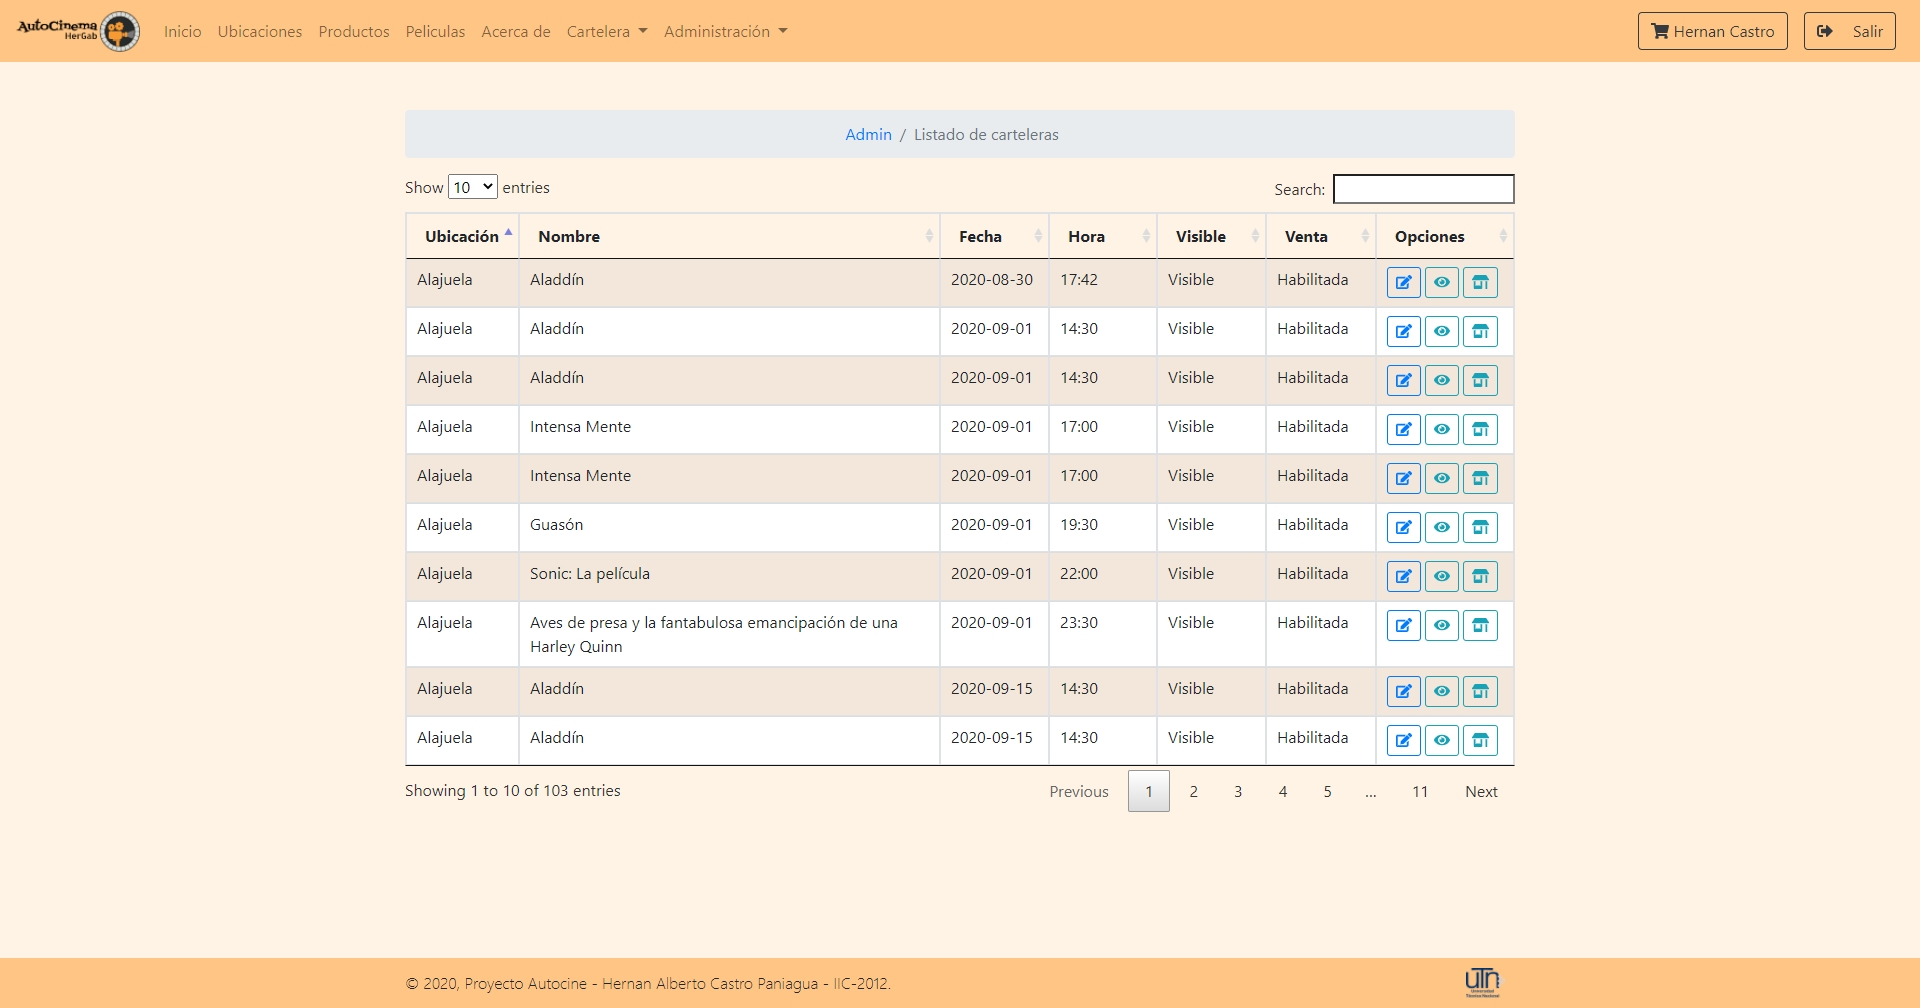 AutoCinema
HerGab
Inicio Ubicaciones Productos Peliculas Acerca de Cartelera Administración Hernan Castro Salir
Admin / Listado de carteleras
Show 10 entries Search:
Ubicación Nombre Fecha Hora Visible Venta Opciones
Alajuela Aladdín 2020-08-30 17:42 Visible Habilitada
Alajuela Aladdín 2020-09-01 14:30 Visible Habilitada
Alajuela Aladdín 2020-09-01 14:30 Visible Habilitada
Alajuela Intensa Mente 2020-09-01 17:00 Visible Habilitada
Alajuela Intensa Mente 2020-09-01 17:00 Visible Habilitada
Alajuela Guasón 2020-09-01 19:30 Visible Habilitada
Alajuela Sonic: La película 2020-09-01 22:00 Visible Habilitada
Alajuela Aves de presa y la fantabulosa emancipación de una 2020-09-01 23:30 Visible Habilitada
Harley Quinn
Alajuela Aladdín 2020-09-15 14:30 Visible Habilitada
Alajuela Aladdín 2020-09-15 14:30 Visible Habilitada
Showing 1 to 10 of 103 entries Previous 1 2 3 4 5 ... 11 Next
© 2020, Proyecto Autocine - Hernan Alberto Castro Paniagua - IIC-2012.
UTN
Universidad
Técnica Nacional